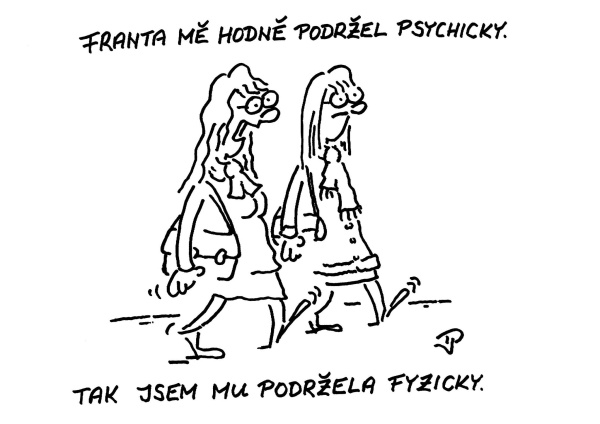 FRANTA MĚ HODNĚ PODRŽEL PSYCHICKY.
TAK JSEM MU PODRŽELA FYZICKY.